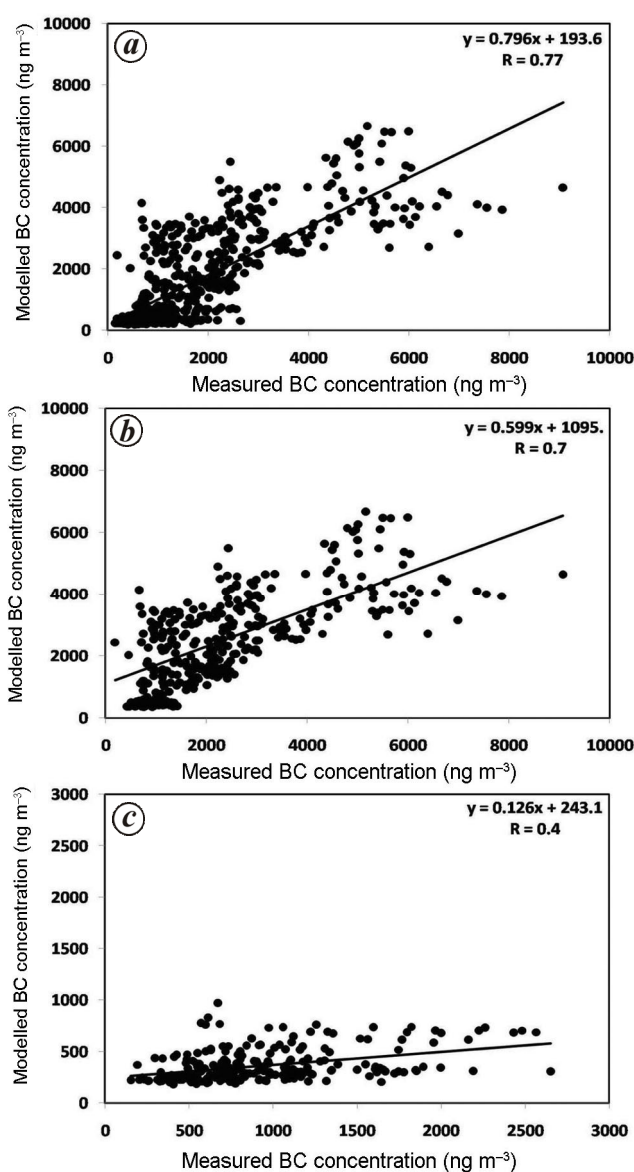 a
y = 0.796x + 193.6
R = 0.77
Modelled BC concentration (ng m⁻³)
10000
8000
6000
4000
2000
0
0 2000 4000 6000 8000 10000
Measured BC concentration (ng m⁻³)
b
y = 0.599x + 1095.
R = 0.7
Modelled BC concentration (ng m⁻³)
10000
8000
6000
4000
2000
0
0 2000 4000 6000 8000 10000
Measured BC concentration (ng m⁻³)
c
y = 0.126x + 243.1
R = 0.4
Modelled BC concentration (ng m⁻³)
3000
2500
2000
1500
1000
500
0
0 500 1000 1500 2000 2500 3000
Measured BC concentration (ng m⁻³)